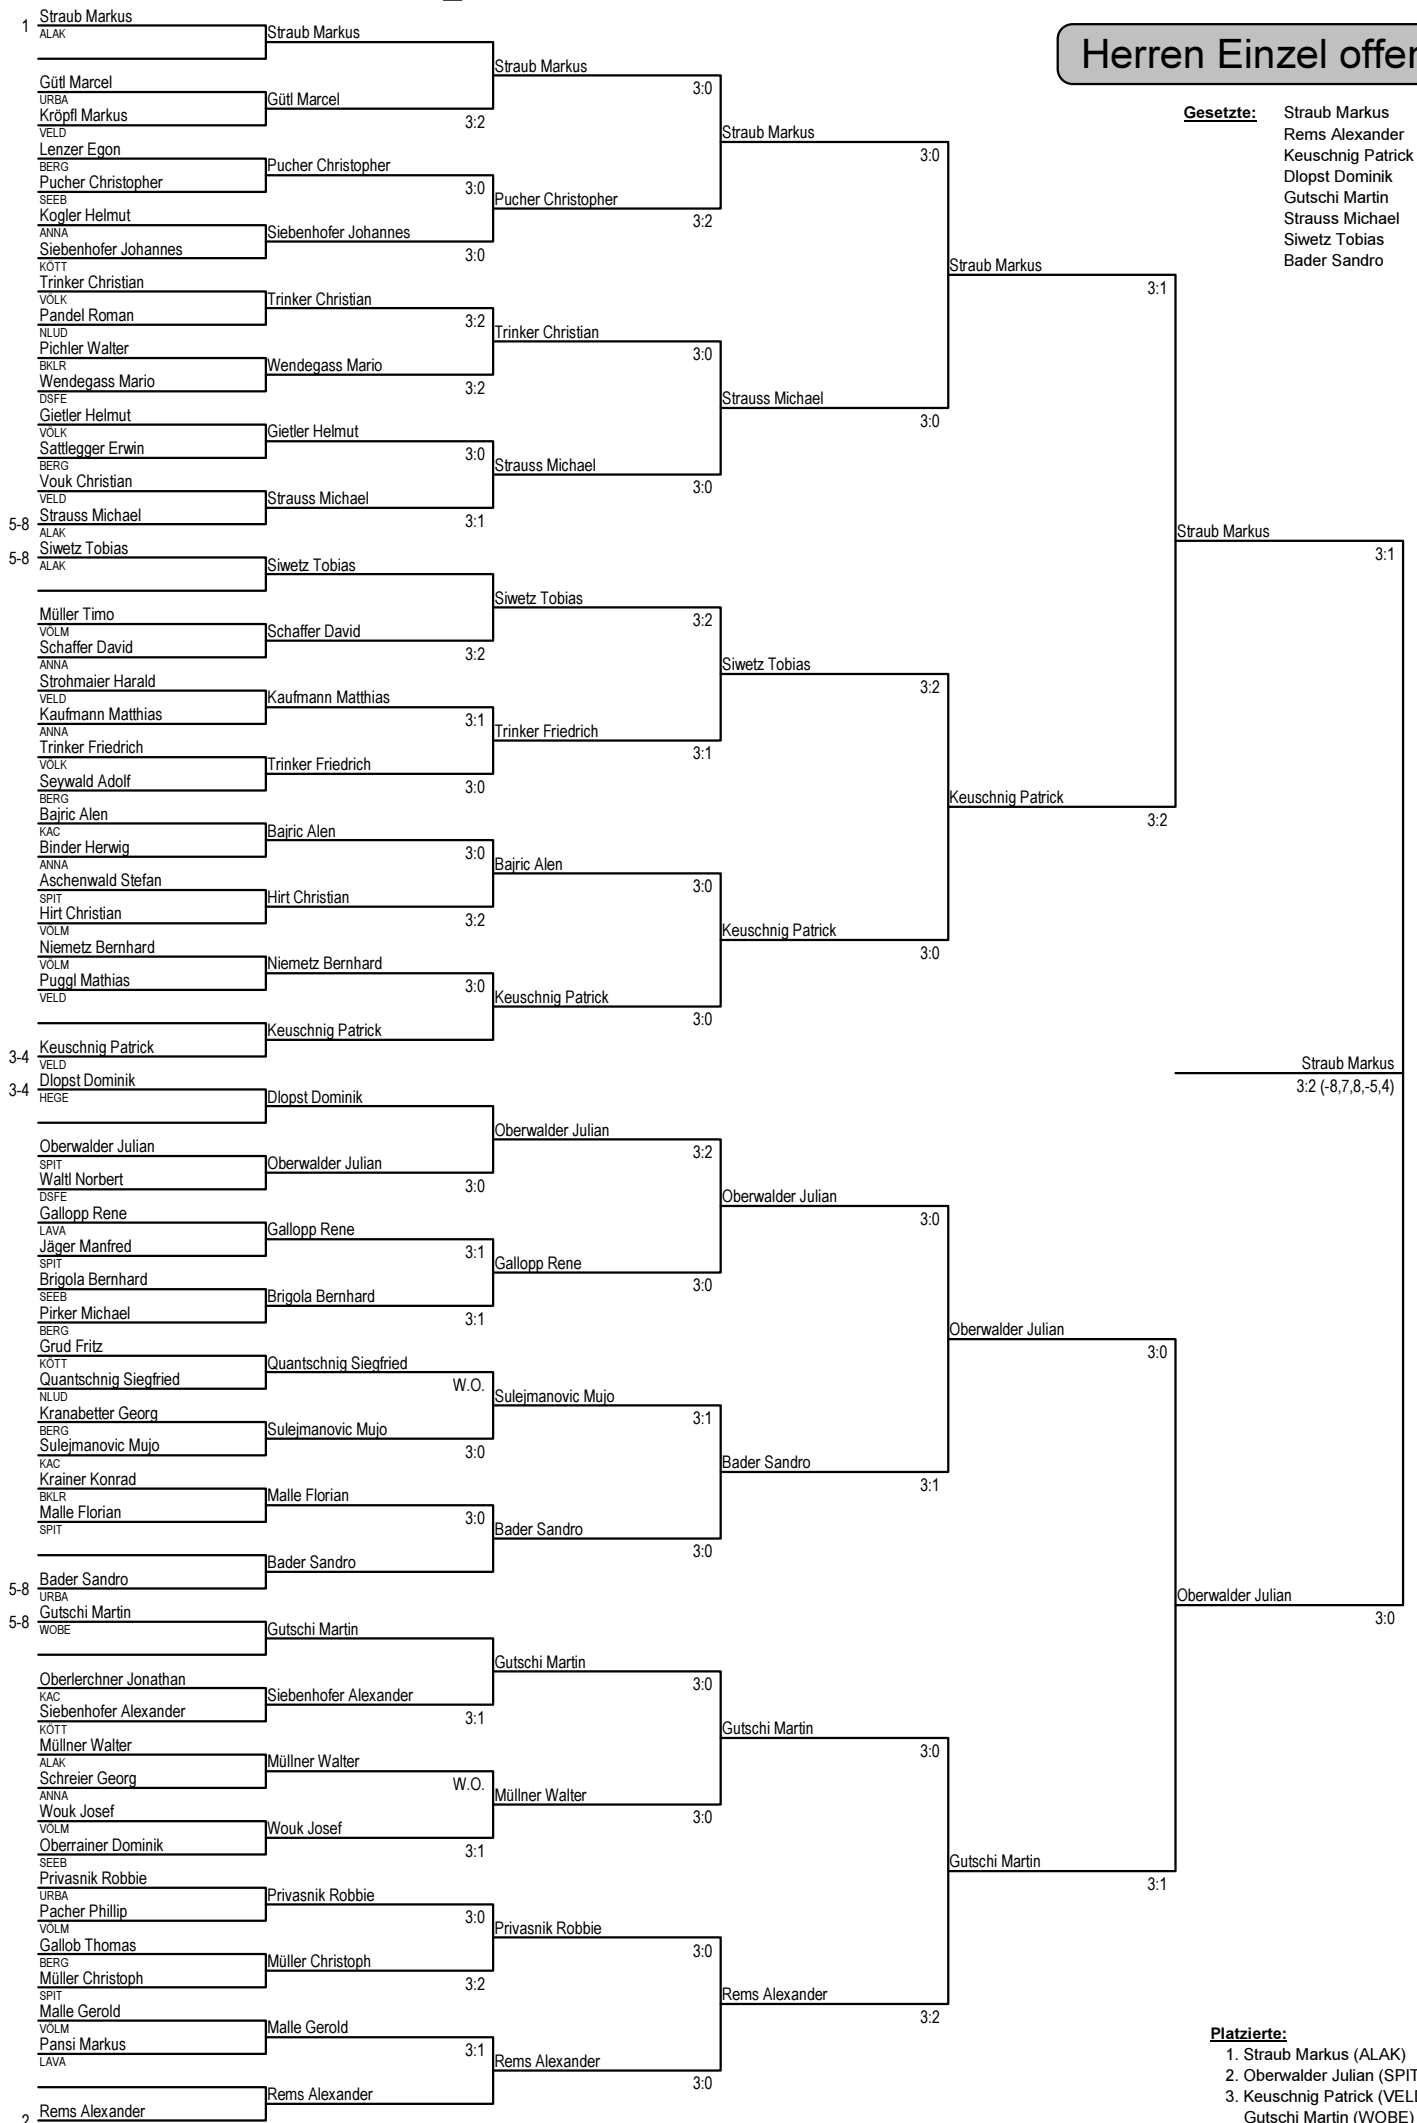 Herren Einzel offen
Gesetzte:
Straub Markus
Rems Alexander
Keuschnig Patrick
Dlopst Dominik
Gutschi Martin
Strauss Michael
Siwetz Tobias
Bader Sandro
1 Straub Markus
ALAK
Gütl Marcel
URBA
Kröpfl Markus
VELD
Lenzer Egon
BERG
Pucher Christopher
SEEB
Kogler Helmut
ANNA
Siebenhofer Johannes
KÖTT
Trinker Christian
VÖLK
Pandel Roman
NLUD
Pichler Walter
BKLR
Wendegass Mario
DSFE
Gietler Helmut
VÖLK
Sattlegger Erwin
BERG
Vouk Christian
VELD
5-8 Strauss Michael
ALAK
5-8 Siwetz Tobias
ALAK
Müller Timo
VÖLM
Schaffer David
ANNA
Strohmaier Harald
VELD
Kaufmann Matthias
ANNA
Trinker Friedrich
VÖLK
Seywald Adolf
BERG
Bajric Alen
KAC
Binder Herwig
ANNA
Aschenwald Stefan
SPIT
Hirt Christian
VÖLM
Niemetz Bernhard
VÖLM
Puggl Mathias
VELD
3-4 Keuschnig Patrick
VELD
3-4 Dlopst Dominik
HEGE
Oberwalder Julian
SPIT
Waltl Norbert
DSFE
Gallopp Rene
LAVA
Jäger Manfred
SPIT
Brigola Bernhard
SEEB
Pirker Michael
BERG
Grud Fritz
KÖTT
Quantschnig Siegfried
NLUD
Kranabetter Georg
BERG
Sulejmanovic Mujo
KAC
Krainer Konrad
BKLR
Malle Florian
SPIT
5-8 Bader Sandro
URBA
5-8 Gutschi Martin
WOBE
Oberlerchner Jonathan
KAC
Siebenhofer Alexander
KÖTT
Müllner Walter
ALAK
Schreier Georg
ANNA
Wouk Josef
VÖLM
Oberrainer Dominik
SEEB
Privasnik Robbie
URBA
Pacher Phillip
VÖLM
Gallob Thomas
BERG
Müller Christoph
SPIT
Malle Gerold
VÖLM
Pansi Markus
LAVA
2 Rems Alexander
Straub Markus
Gütl Marcel
3:2
Pucher Christopher
3:0
Siebenhofer Johannes
3:0
Trinker Christian
3:2
Wendegass Mario
3:2
Gietler Helmut
3:0
Strauss Michael
3:1
Siwetz Tobias
Schaffer David
3:2
Kaufmann Matthias
3:1
Trinker Friedrich
3:0
Bajric Alen
3:0
Hirt Christian
3:2
Niemetz Bernhard
3:0
Keuschnig Patrick
Dlopst Dominik
Oberwalder Julian
3:0
Gallopp Rene
3:1
Brigola Bernhard
3:1
Quantschnig Siegfried
W.O.
Sulejmanovic Mujo
3:0
Malle Florian
3:0
Bader Sandro
Gutschi Martin
Siebenhofer Alexander
3:1
Müllner Walter
W.O.
Wouk Josef
3:1
Privasnik Robbie
3:0
Müller Christoph
3:2
Malle Gerold
3:1
Rems Alexander
Straub Markus
3:0
Pucher Christopher
3:2
Trinker Christian
3:0
Strauss Michael
3:0
Siwetz Tobias
3:2
Trinker Friedrich
3:1
Bajric Alen
3:0
Keuschnig Patrick
3:0
Oberwalder Julian
3:2
Gallopp Rene
3:0
Sulejmanovic Mujo
3:1
Bader Sandro
3:0
Gutschi Martin
3:0
Müllner Walter
3:0
Privasnik Robbie
3:0
Rems Alexander
3:0
Straub Markus
3:0
Strauss Michael
3:0
Siwetz Tobias
3:2
Keuschnig Patrick
3:0
Oberwalder Julian
3:0
Bader Sandro
3:1
Gutschi Martin
3:0
Rems Alexander
3:2
Straub Markus
3:1
Keuschnig Patrick
3:2
Oberwalder Julian
3:0
Gutschi Martin
3:1
Straub Markus
3:1
Oberwalder Julian
3:0
Straub Markus
3:2 (-8,7,8,-5,4)
Platzierte:
1. Straub Markus (ALAK)
2. Oberwalder Julian (SPIT
3. Keuschnig Patrick (VELD
Gutschi Martin (WOBE)